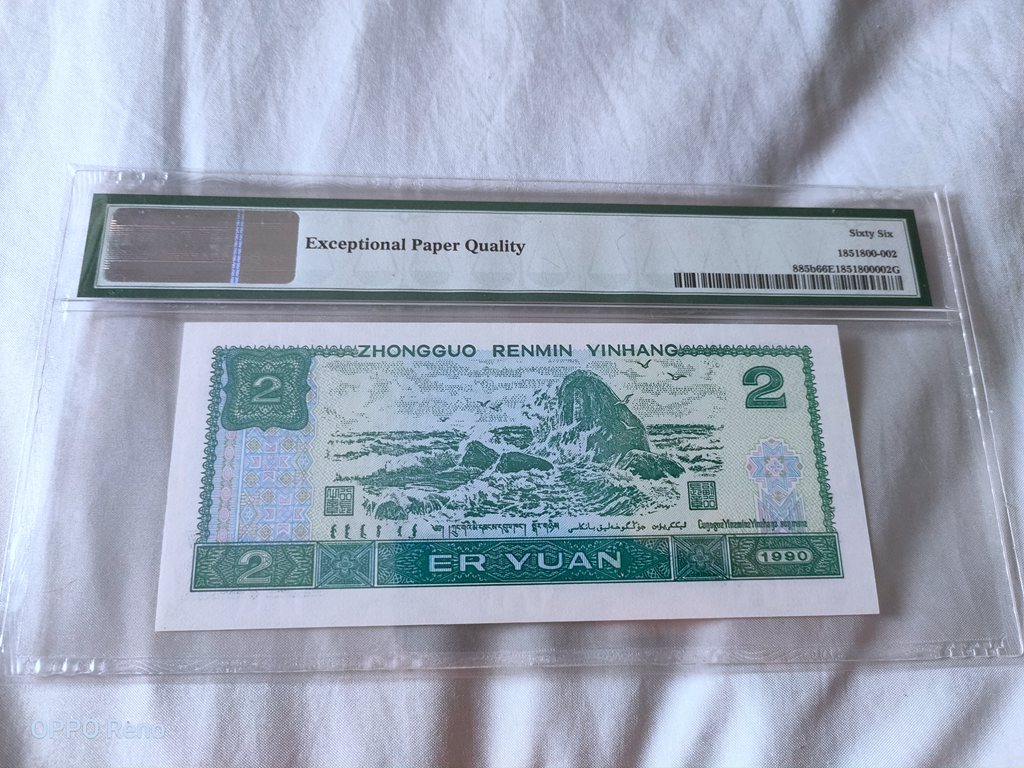 Exceptional Paper Quality
Sixty Six
1851800-002
885b66E1851800002G
ZHONGGUO RENMIN YINHANG
2
2
2
ER YUAN
1990
OPPO Reno